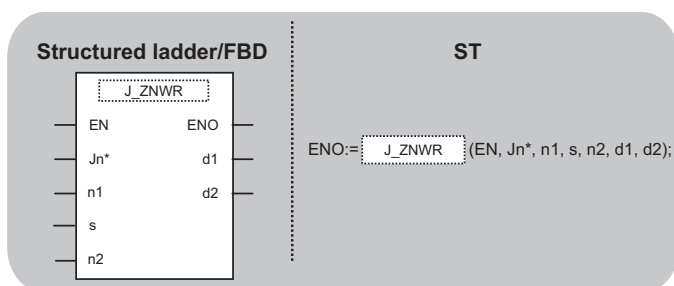 Structured ladder/FBD
J_ZNWR
EN ENO
Jn* d1
n1 d2
s
n2
ST
ENO:= J_ZNWR (EN, Jn*, n1, s, n2, d1, d2);